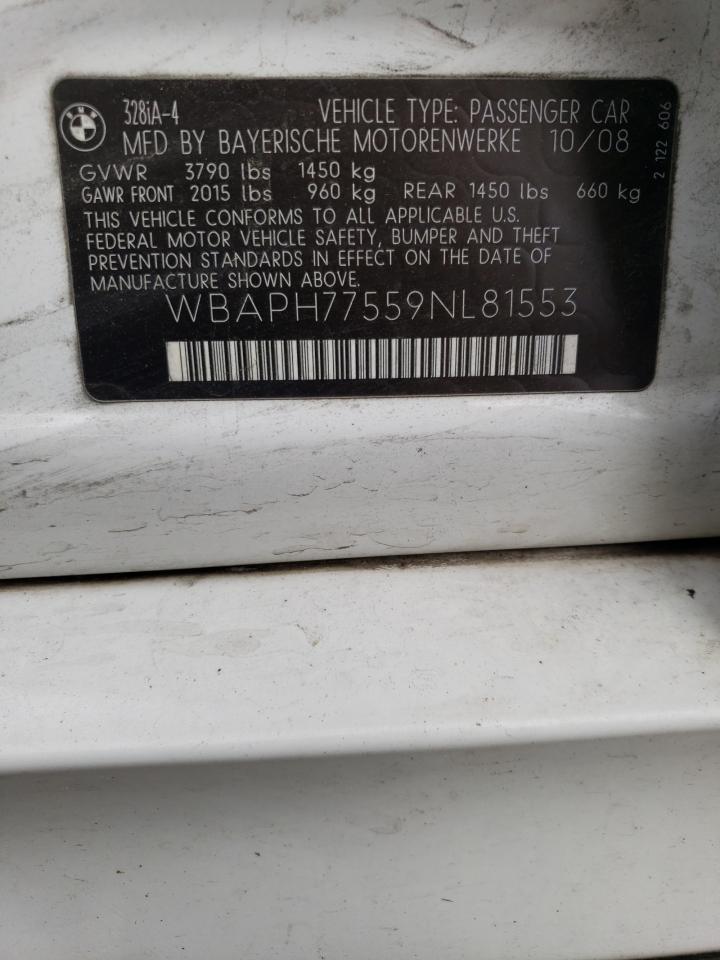 BMW
328iA-4 VEHICLE TYPE: PASSENGER CAR
MFD BY BAYERISCHE MOTORENWERKE 10/08
GVWR 3790 lbs 1450 kg
GAWR FRONT 2015 lbs 960 kg REAR 1450 lbs 660 kg
THIS VEHICLE CONFORMS TO ALL APPLICABLE U.S.
FEDERAL MOTOR VEHICLE SAFETY, BUMPER AND THEFT
PREVENTION STANDARDS IN EFFECT ON THE DATE OF
MANUFACTURE SHOWN ABOVE.
WBAPH77559NL81553
2 122 606